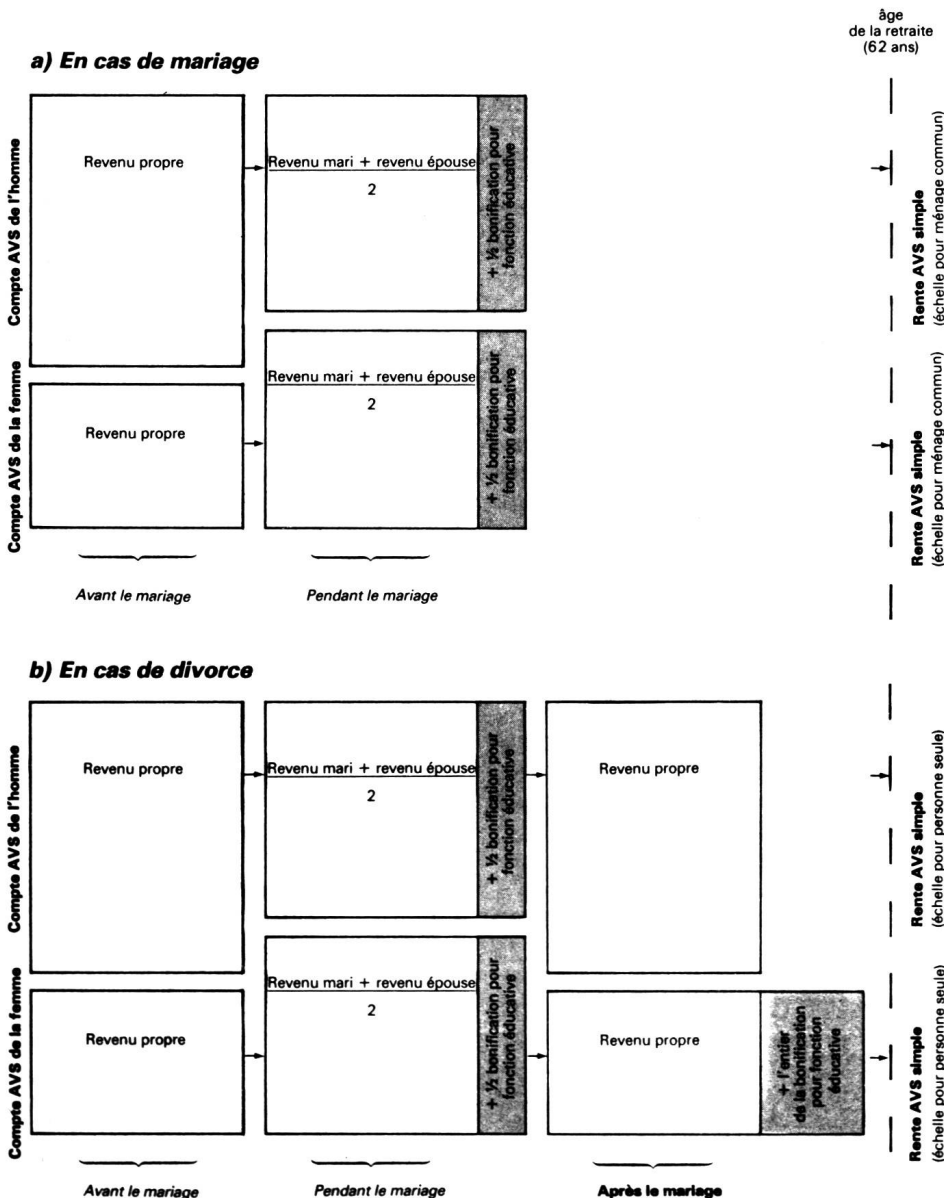 âge
de la retraite
(62 ans)
a) En cas de mariage
Compte AVS de l'homme
Revenu propre
Revenu mari + revenu épouse
2
+ ½ bonification pour
fonction éducative
Rente AVS simple
(échelle pour ménage commun)
Compte AVS de la femme
Revenu propre
Revenu mari + revenu épouse
2
+ ½ bonification pour
fonction éducative
Rente AVS simple
(échelle pour ménage commun)
Avant le mariage
Pendant le mariage
b) En cas de divorce
Compte AVS de l'homme
Revenu propre
Revenu mari + revenu épouse
2
+ ½ bonification pour
fonction éducative
Revenu propre
Rente AVS simple
(échelle pour personne seule)
Compte AVS de la femme
Revenu propre
Revenu mari + revenu épouse
2
+ ½ bonification pour
fonction éducative
Revenu propre
+ l'entier
de la bonification
pour fonction
éducative
Rente AVS simple
(échelle pour personne seule)
Avant le mariage
Pendant le mariage
Après le mariage